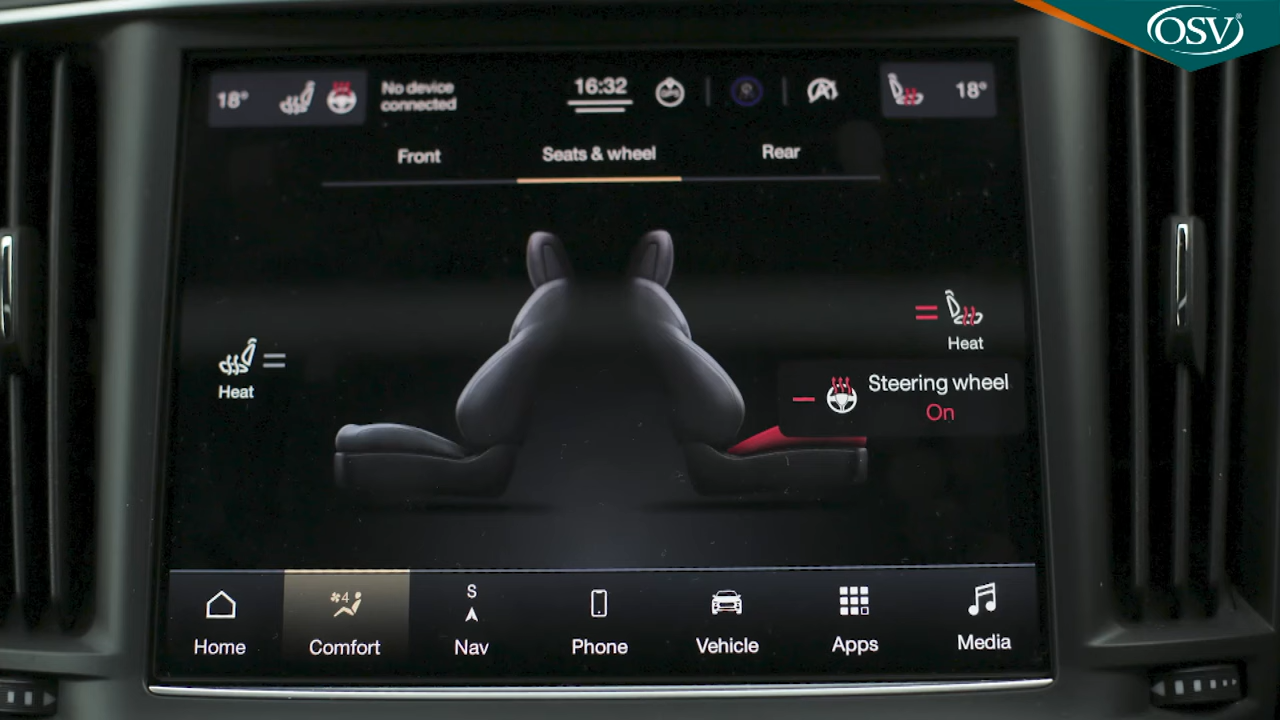 OSV
18°
No device
connected
16:32
18°
Front
Seats & wheel
Rear
Heat
Heat
Steering wheel
On
4
S
Home
Comfort
Nav
Phone
Vehicle
Apps
Media